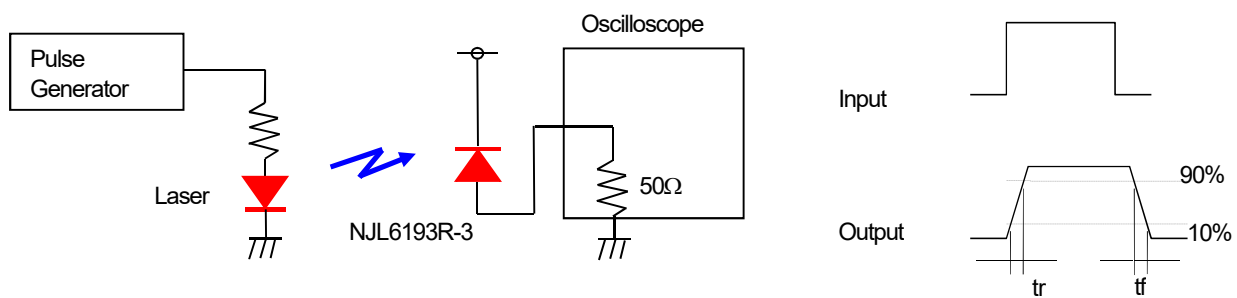 Oscilloscope
Pulse
Generator
Input
Laser
50Ω
90%
NJL6193R-3
Output
10%
tr
tf